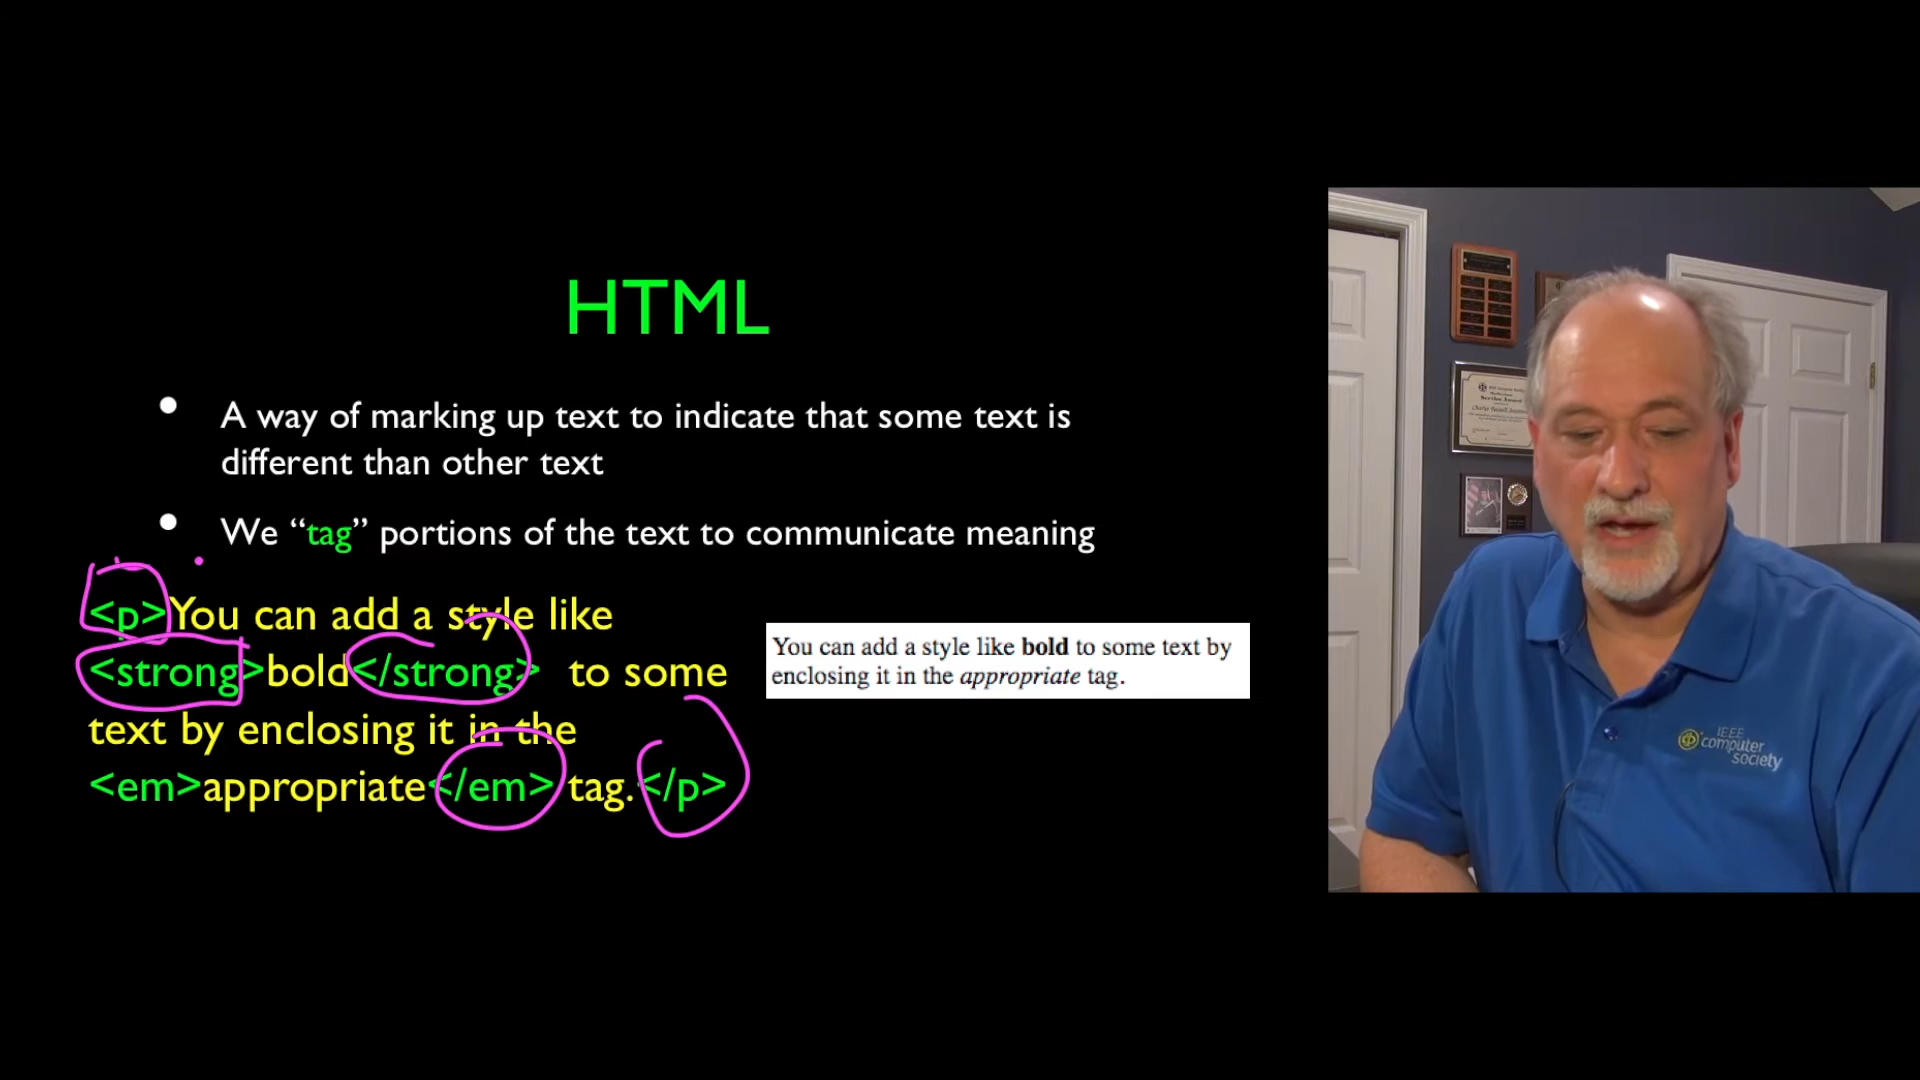 HTML
• A way of marking up text to indicate that some text is
different than other text
• We “tag” portions of the text to communicate meaning
<p>You can add a style like
<strong>bold</strong> to some
text by enclosing it in the
<em>appropriate</em> tag.</p>
You can add a style like bold to some text by
enclosing it in the appropriate tag.
IEEE
computer
society